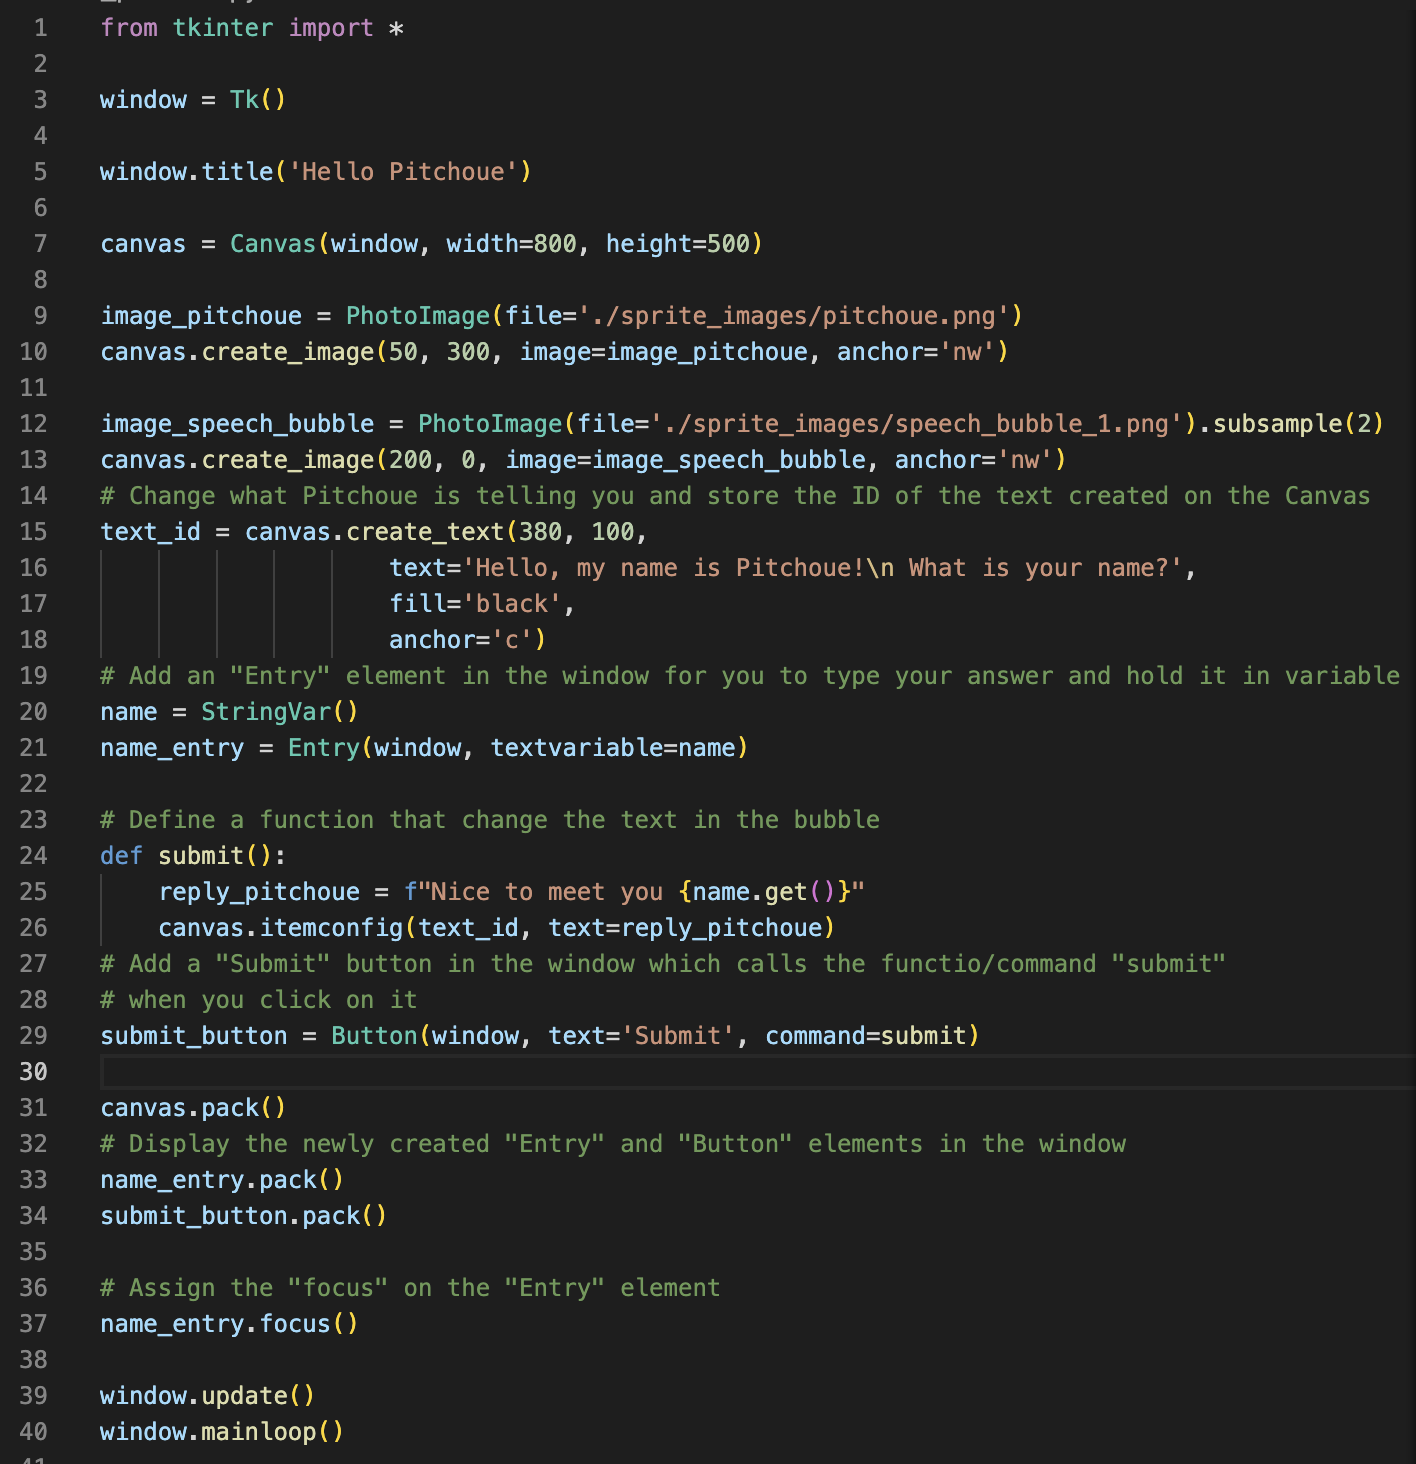 1 from tkinter import *
2
3 window = Tk()
4
5 window.title('Hello Pitchoue')
6
7 canvas = Canvas(window, width=800, height=500)
8
9 image_pitchoue = PhotoImage(file='./sprite_images/pitchoue.png')
10 canvas.create_image(50, 300, image=image_pitchoue, anchor='nw')
11
12 image_speech_bubble = PhotoImage(file='./sprite_images/speech_bubble_1.png').subsample(2)
13 canvas.create_image(200, 0, image=image_speech_bubble, anchor='nw')
14 # Change what Pitchoue is telling you and store the ID of the text created on the Canvas
15 text_id = canvas.create_text(380, 100,
16                     text='Hello, my name is Pitchoue!\n What is your name?',
17                     fill='black',
18                     anchor='c')
19 # Add an "Entry" element in the window for you to type your answer and hold it in variable
20 name = StringVar()
21 name_entry = Entry(window, textvariable=name)
22
23 # Define a function that change the text in the bubble
24 def submit():
25     reply_pitchoue = f"Nice to meet you {name.get()}"
26     canvas.itemconfig(text_id, text=reply_pitchoue)
27 # Add a "Submit" button in the window which calls the functio/command "submit"
28 # when you click on it
29 submit_button = Button(window, text='Submit', command=submit)
30
31 canvas.pack()
32 # Display the newly created "Entry" and "Button" elements in the window
33 name_entry.pack()
34 submit_button.pack()
35
36 # Assign the "focus" on the "Entry" element
37 name_entry.focus()
38
39 window.update()
40 window.mainloop()